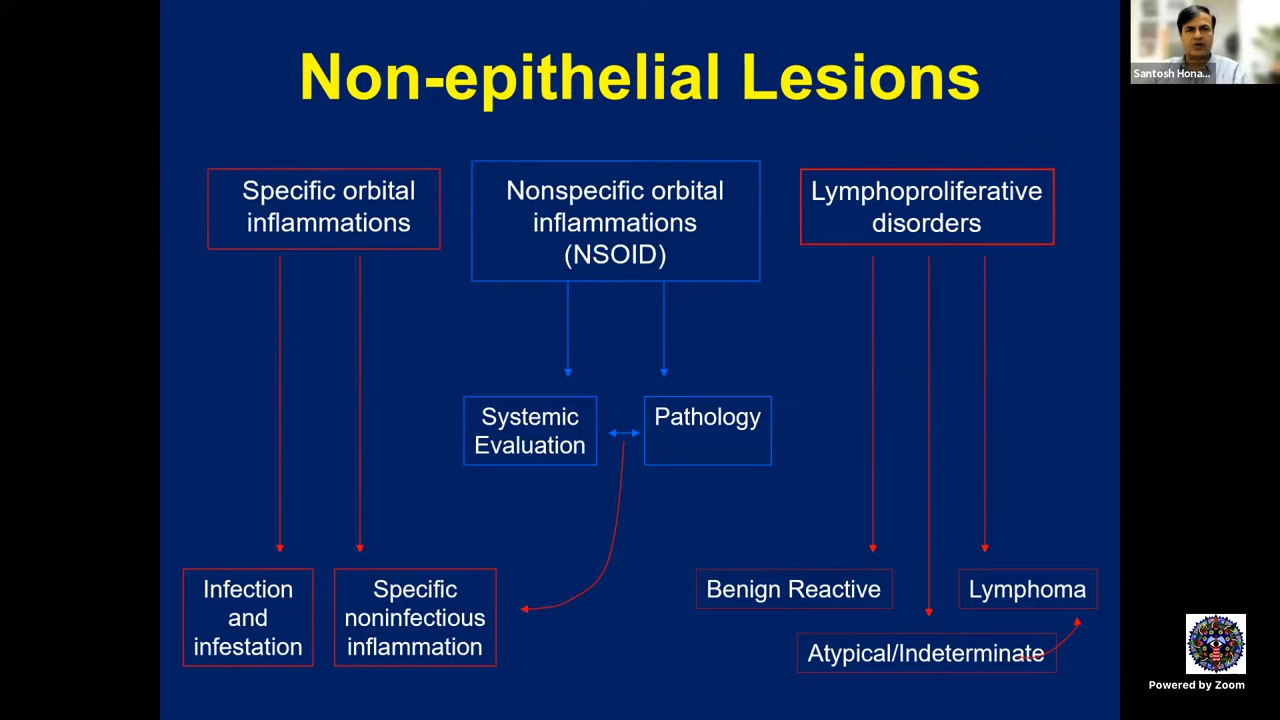 Non-epithelial Lesions
Santosh Hona...
Specific orbital
inflammations
Nonspecific orbital
inflammations
(NSOID)
Lymphoproliferative
disorders
Systemic
Evaluation
Pathology
Infection
and
infestation
Specific
noninfectious
inflammation
Benign Reactive
Lymphoma
Atypical/Indeterminate
Powered by Zoom